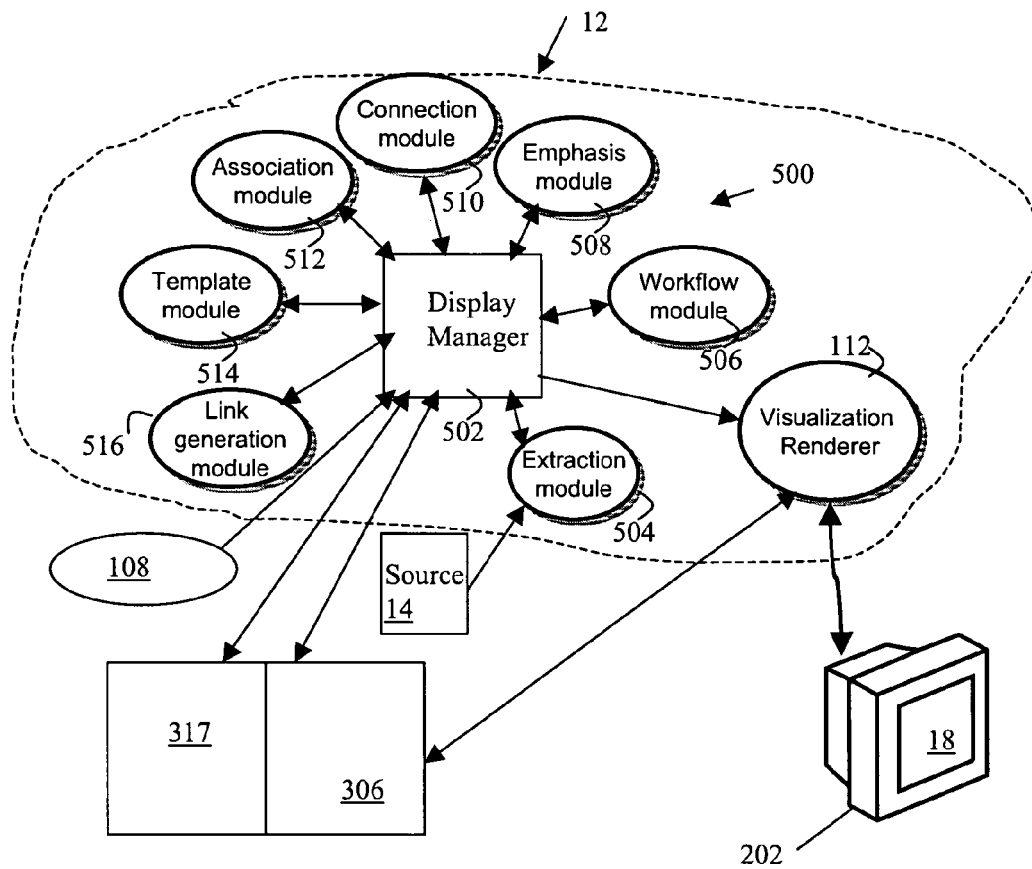 12
Connection
module
510
Emphasis
module
508
500
Association
module
512
Template
module
514
Display
Manager
502
Workflow
module
506
112
Visualization
Renderer
516
Link
generation
module
Extraction
module
504
108
Source
14
317
306
18
202